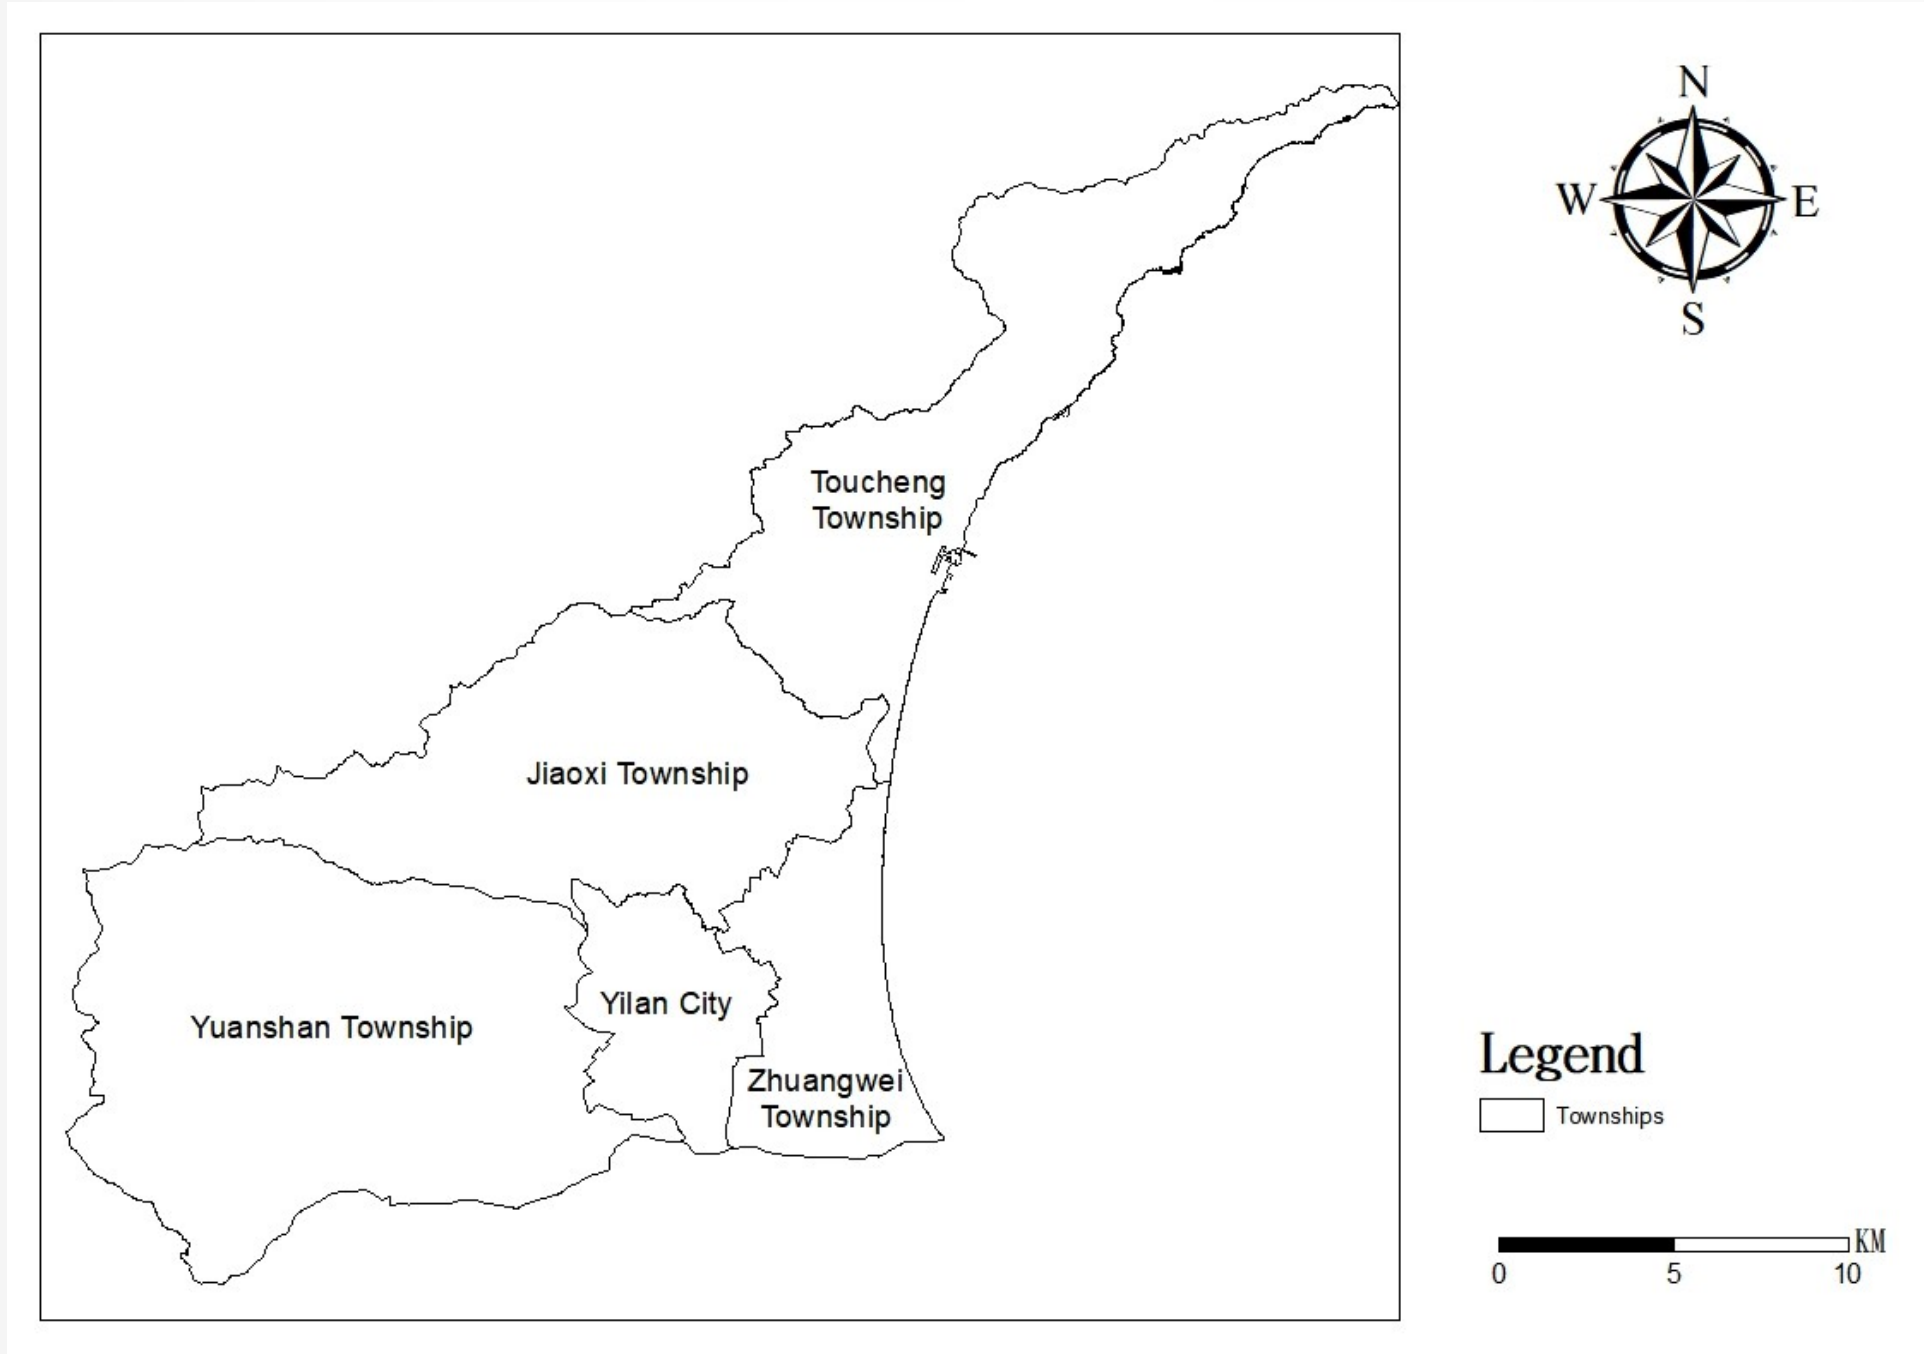 N
W
E
S
Toucheng
Township
Jiaoxi Township
Yilan City
Yuanshan Township
Zhuangwei
Township
Legend
Townships
KM
0 5 10